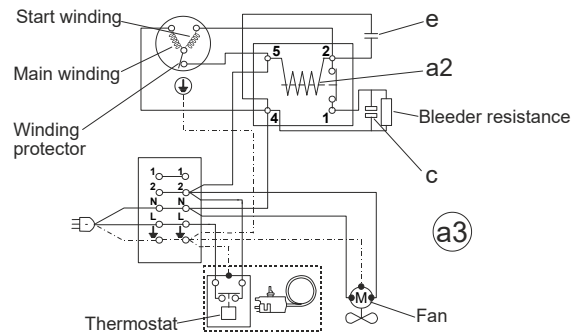 Start winding
Main winding
Winding
protector
e
5 2
a2
4 1
Bleeder resistance
c
1 1
2 2
N N
L L
a3
M
Fan
Thermostat